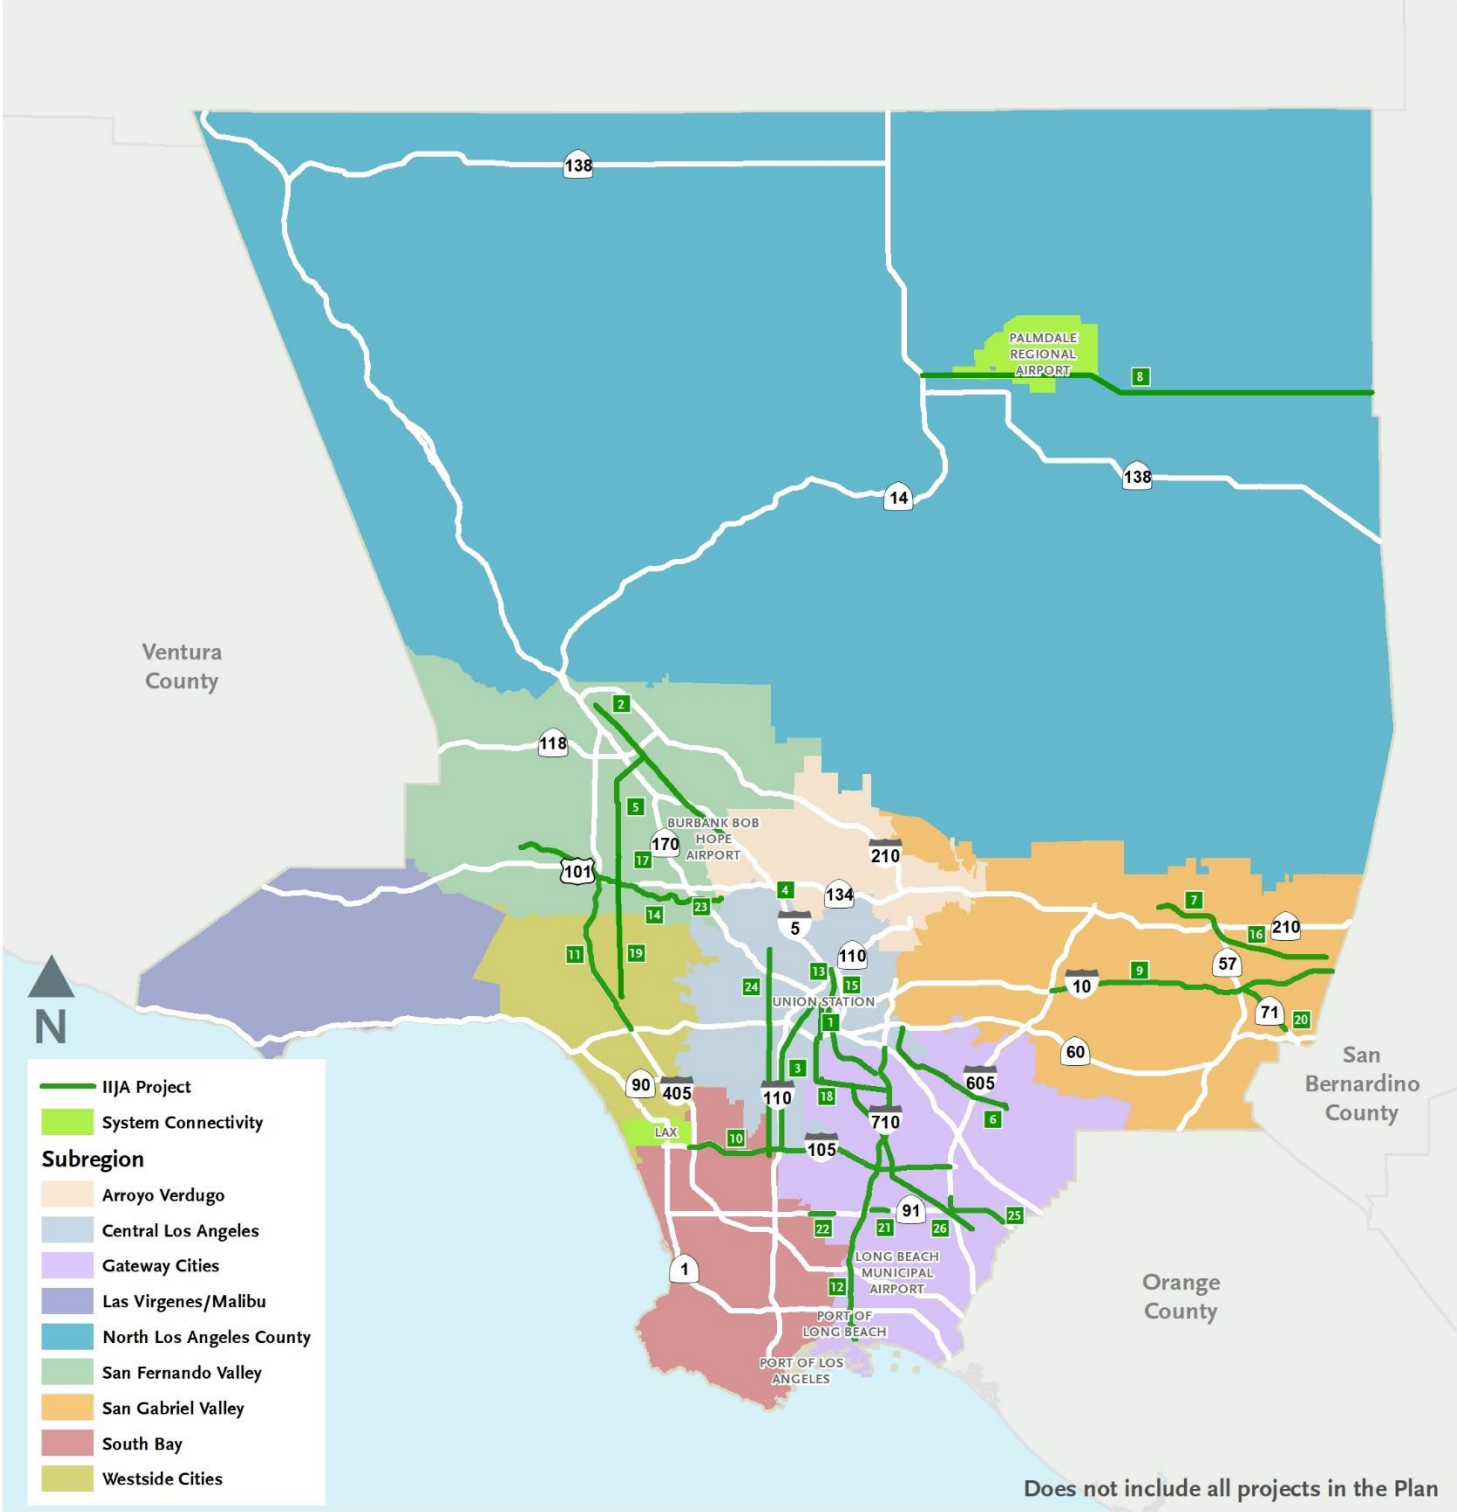 138
PALMDALE
REGIONAL
AIRPORT
8
138
14
Ventura
County
2
118
5
BURBANK BOB
HOPE
AIRPORT
170
17
210
101
4
134
7
14
23
5
16
210
11
19
110
57
13
9
24
15
10
UNION STATION
71
20
1
N
60
San
Bernardino
County
3
605
90
405
110
18
710
6
LAX
10
105
91
25
22
21
26
1
LONG BEACH
MUNICIPAL
AIRPORT
12
Orange
County
PORT OF
LONG BEACH
PORT OF LOS
ANGELES
IIJA Project
System Connectivity
Subregion
Arroyo Verdugo
Central Los Angeles
Gateway Cities
Las Virgenes/Malibu
North Los Angeles County
San Fernando Valley
San Gabriel Valley
South Bay
Westside Cities
Does not include all projects in the Plan